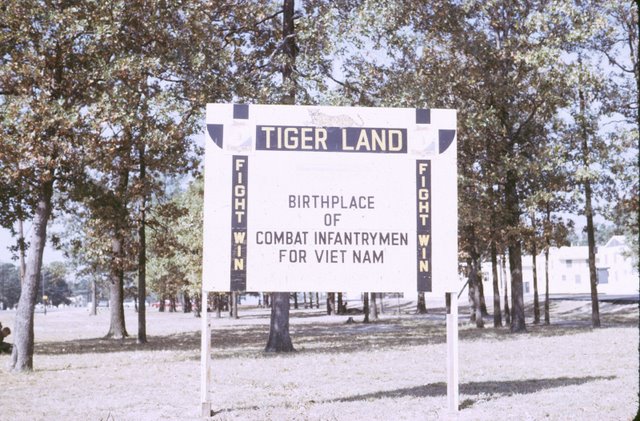 TIGER LAND
FIGHT WIN
BIRTHPLACE
OF
COMBAT INFANTRYMEN
FOR VIET NAM
FIGHT WIN